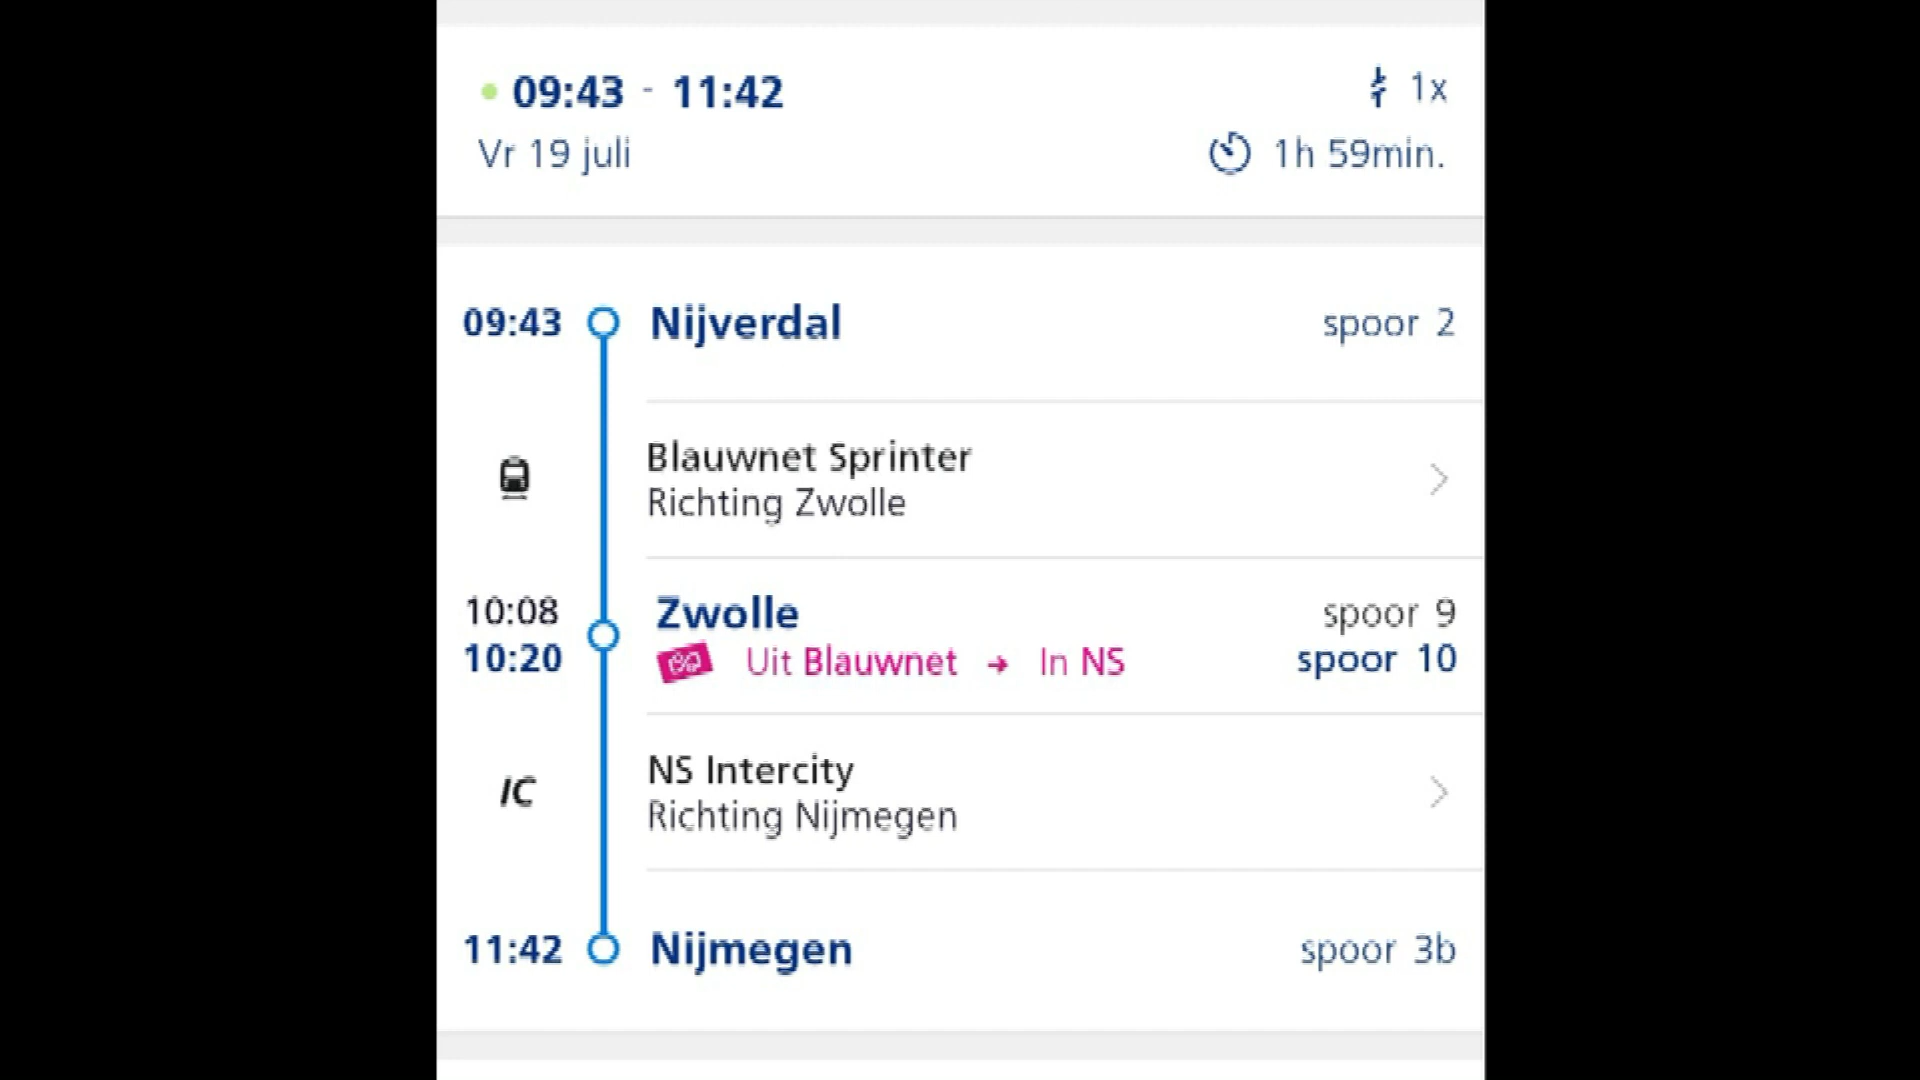 09:43 - 11:42
1x
Vr 19 juli
1h 59min.
09:43 Nijverdal spoor 2
Blauwnet Sprinter
Richting Zwolle
10:08 Zwolle spoor 9
10:20 Uit Blauwnet → In NS spoor 10
NS Intercity
IC
Richting Nijmegen
11:42 Nijmegen spoor 3b